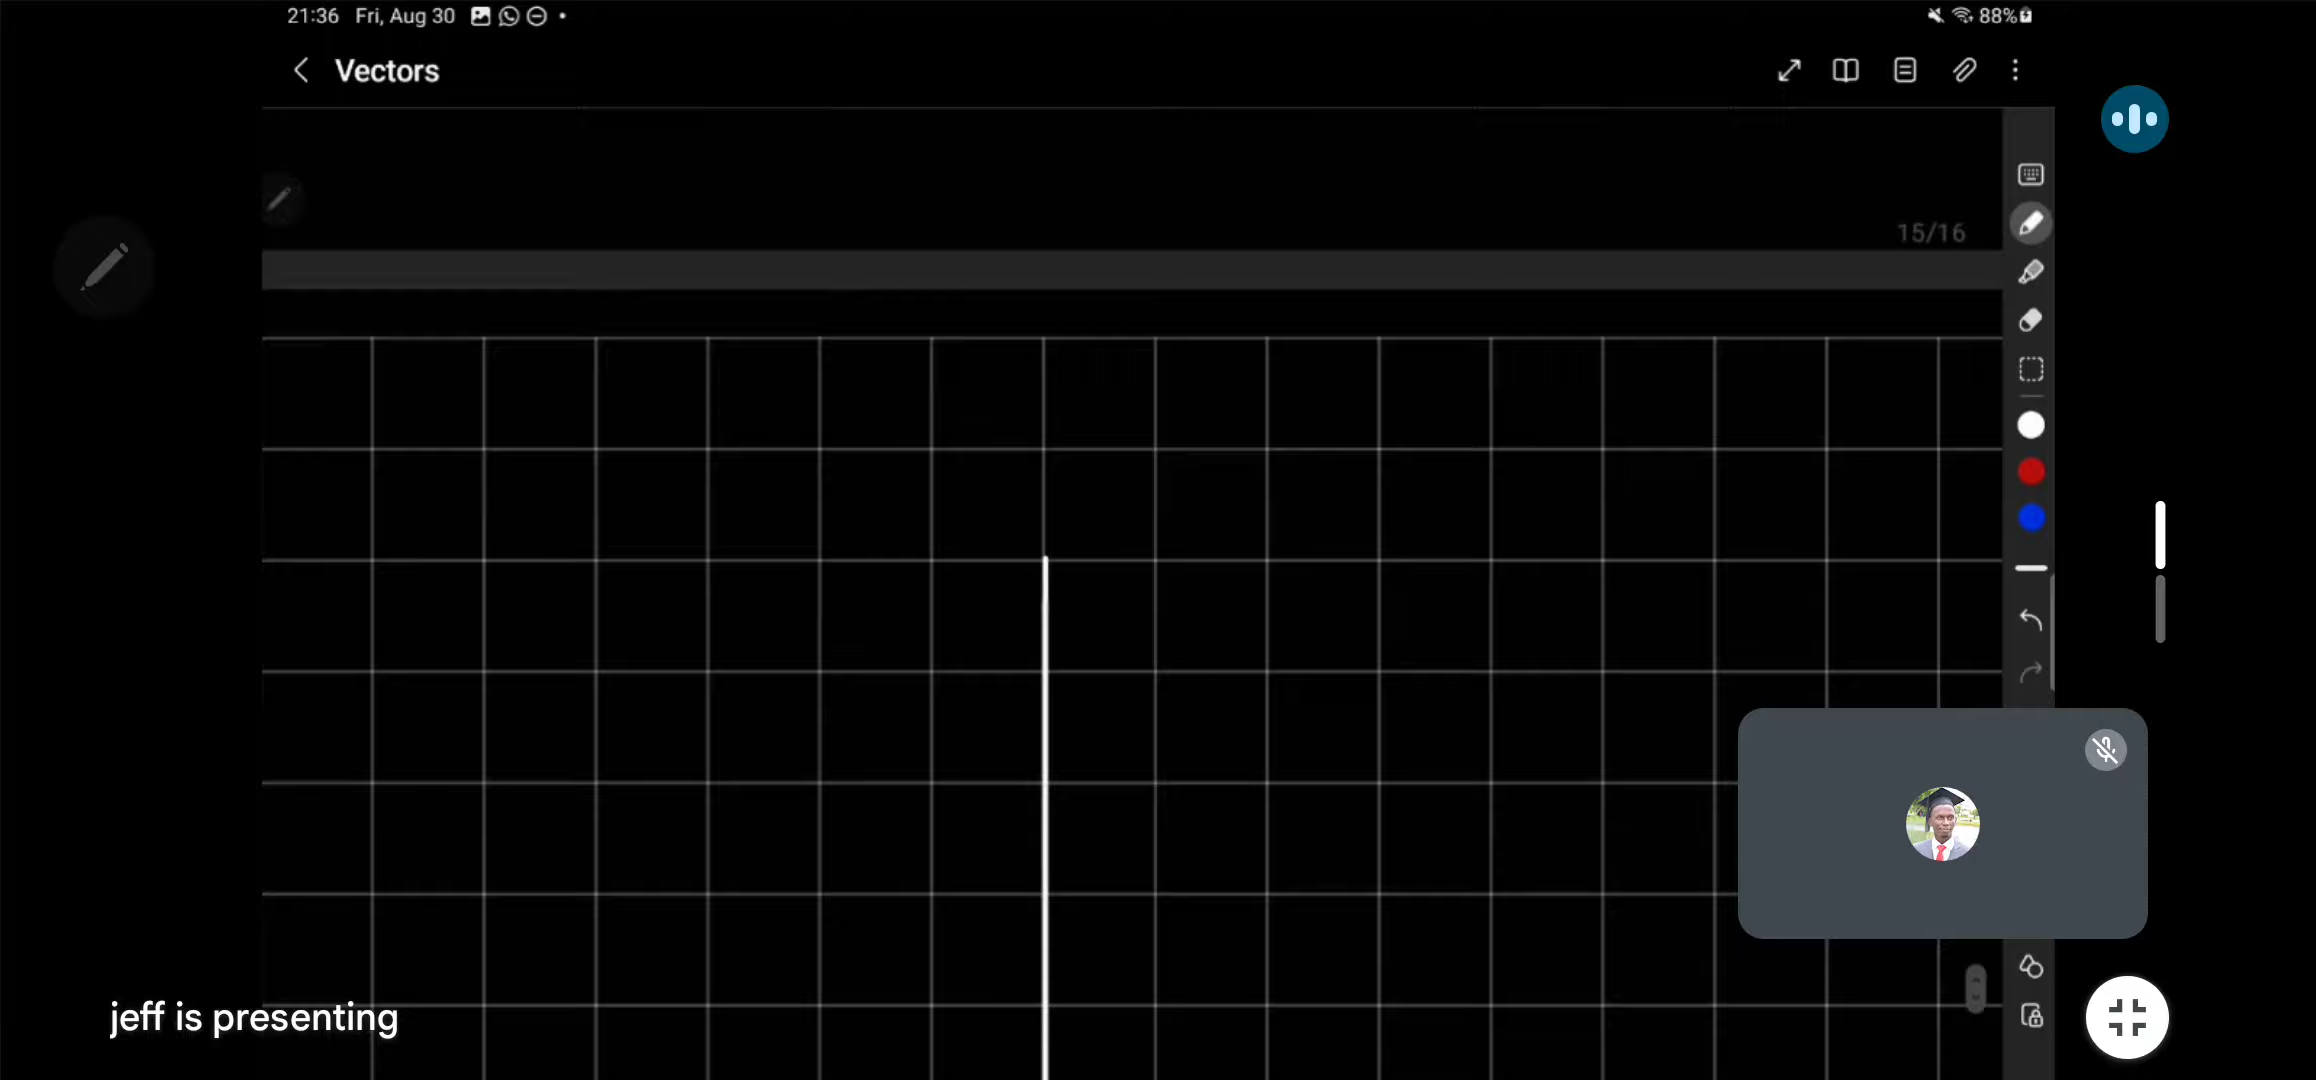 21:36 Fri, Aug 30
88%
Vectors
15/16
jeff is presenting